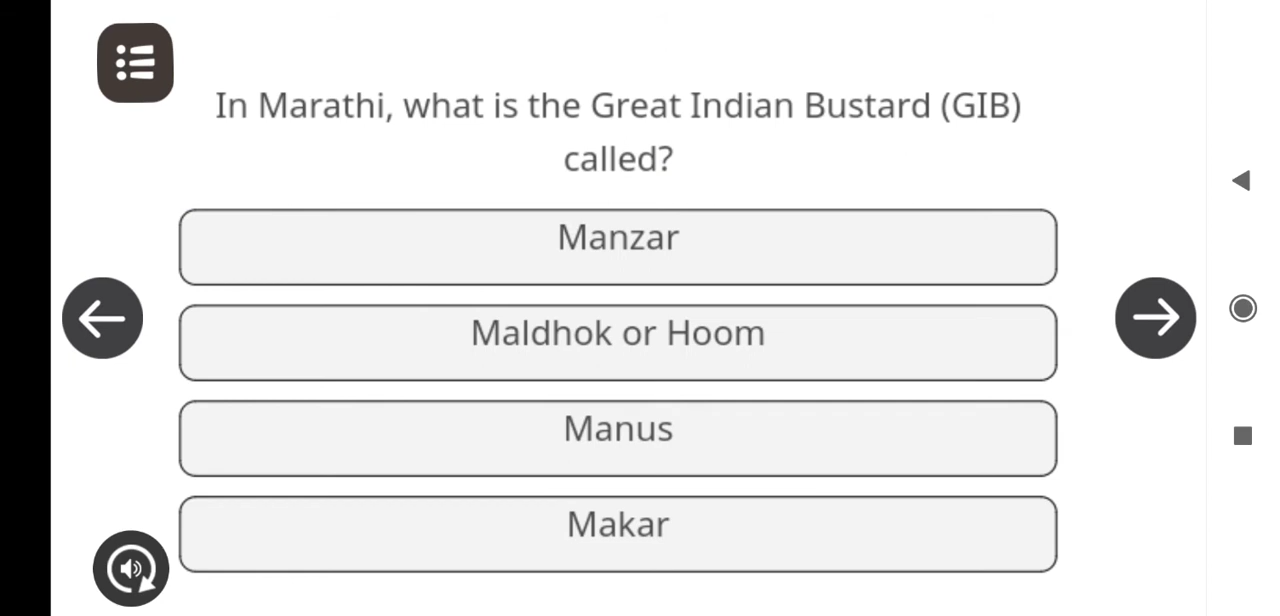 In Marathi, what is the Great Indian Bustard (GIB)
called?
Manzar
Maldhok or Hoom
Manus
Makar